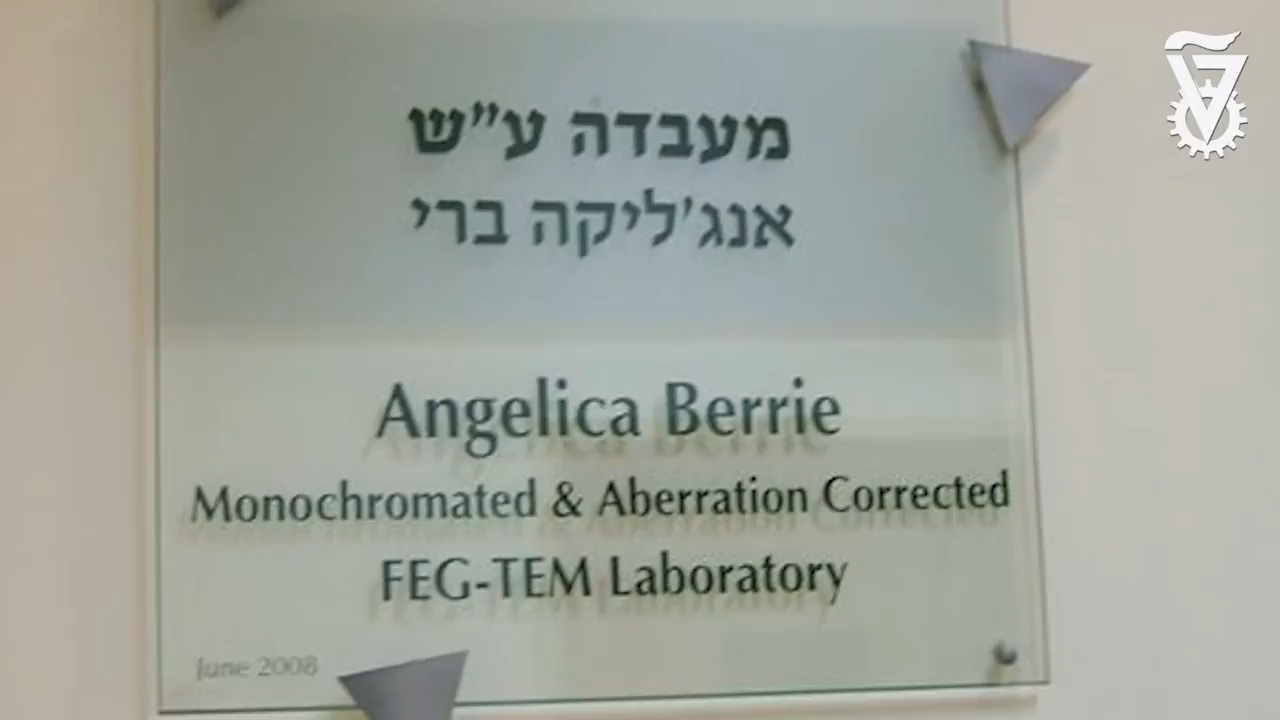 מעבדה ע"ש
אנג'ליקה ברי
Angelica Berrie
Monochromated & Aberration Corrected
FEG-TEM Laboratory
June 2008